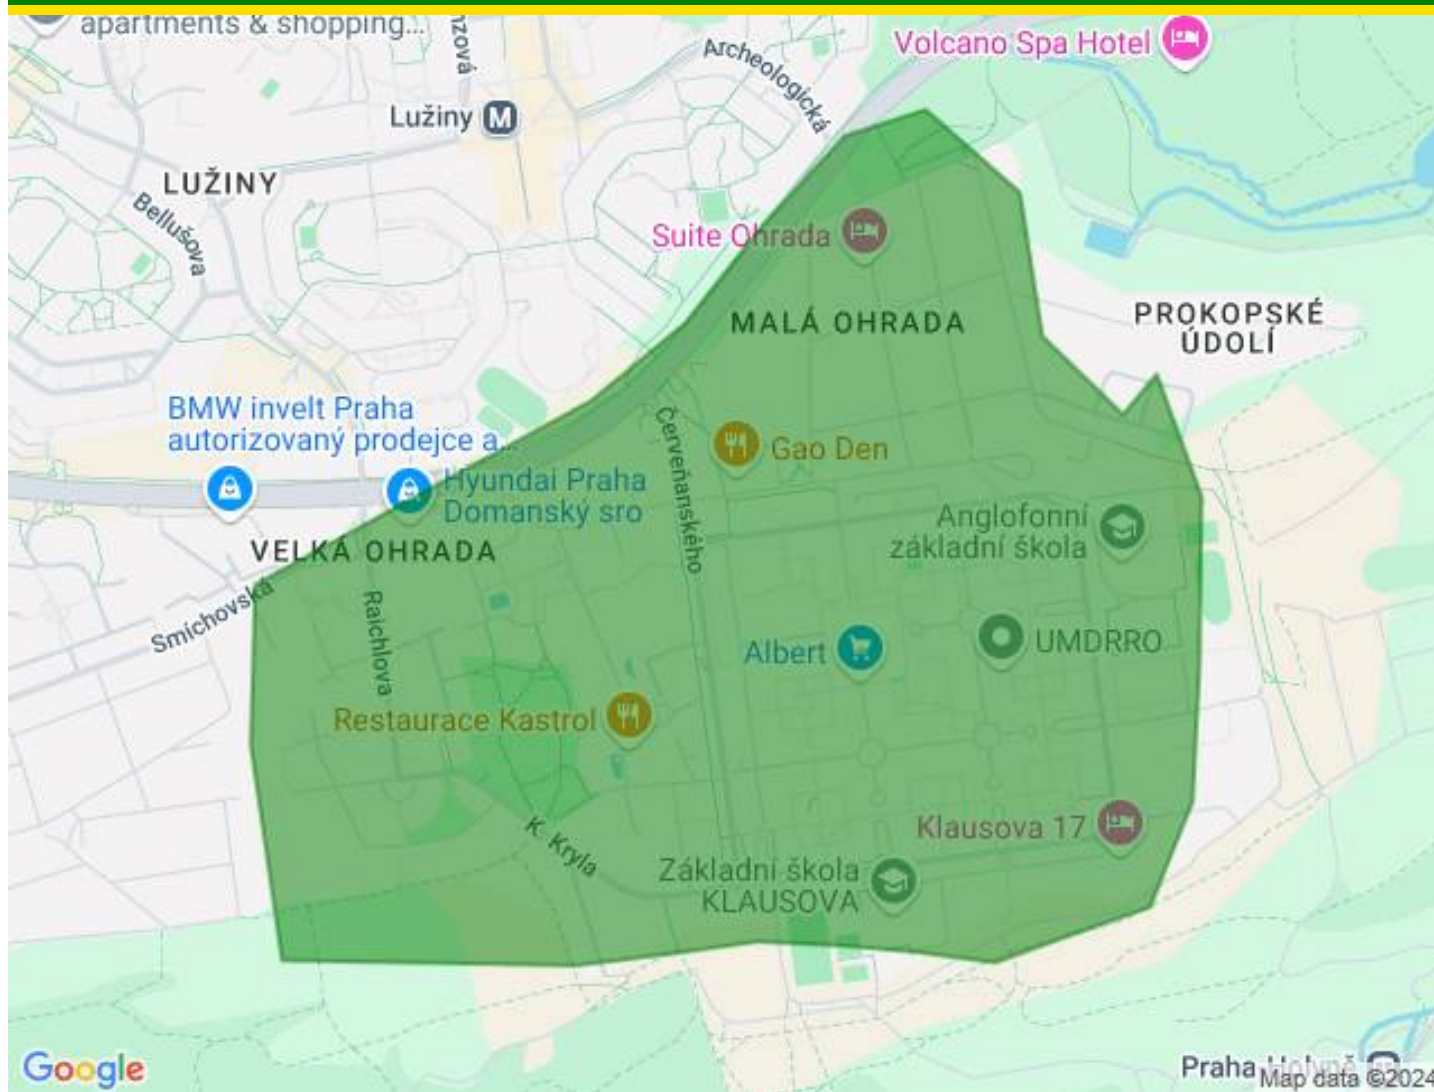 apartments & shopping...
Archeologická
Volcano Spa Hotel
Lužiny M
LUŽINY
Bellušova
Suite Ohrada
MALÁ OHRADA
PROKOPSKÉ
ÚDOLÍ
BMW invelt Praha
autorizovaný prodejce a...
Červeňanského
Gao Den
Hyundai Praha
Domanský sro
Anglofonní
základní škola
VELKÁ OHRADA
Smíchovská
Raichlova
Albert
UMDRRO
Restaurace Kastrol
K. Kryla
Klausova 17
Základní škola
KLAUSOVA
Google
Praha
Map data ©2024